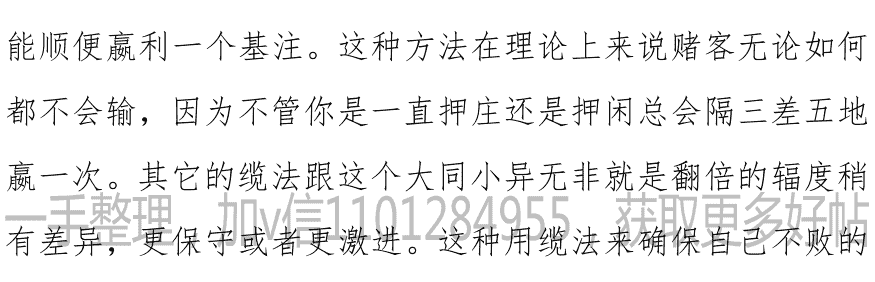 能顺便赢利一个基注。这种方法在理论上来说赌客无论如何
都不会输，因为不管你是一直押庄还是押闲总会隔三差五地
赢一次。其它的缆法跟这个大同小异无非就是翻倍的辐度稍
一手整理，加v信1101284955，获取更多好帖
有差异，更保守或者更激进。这种用缆法来确保自己不败的